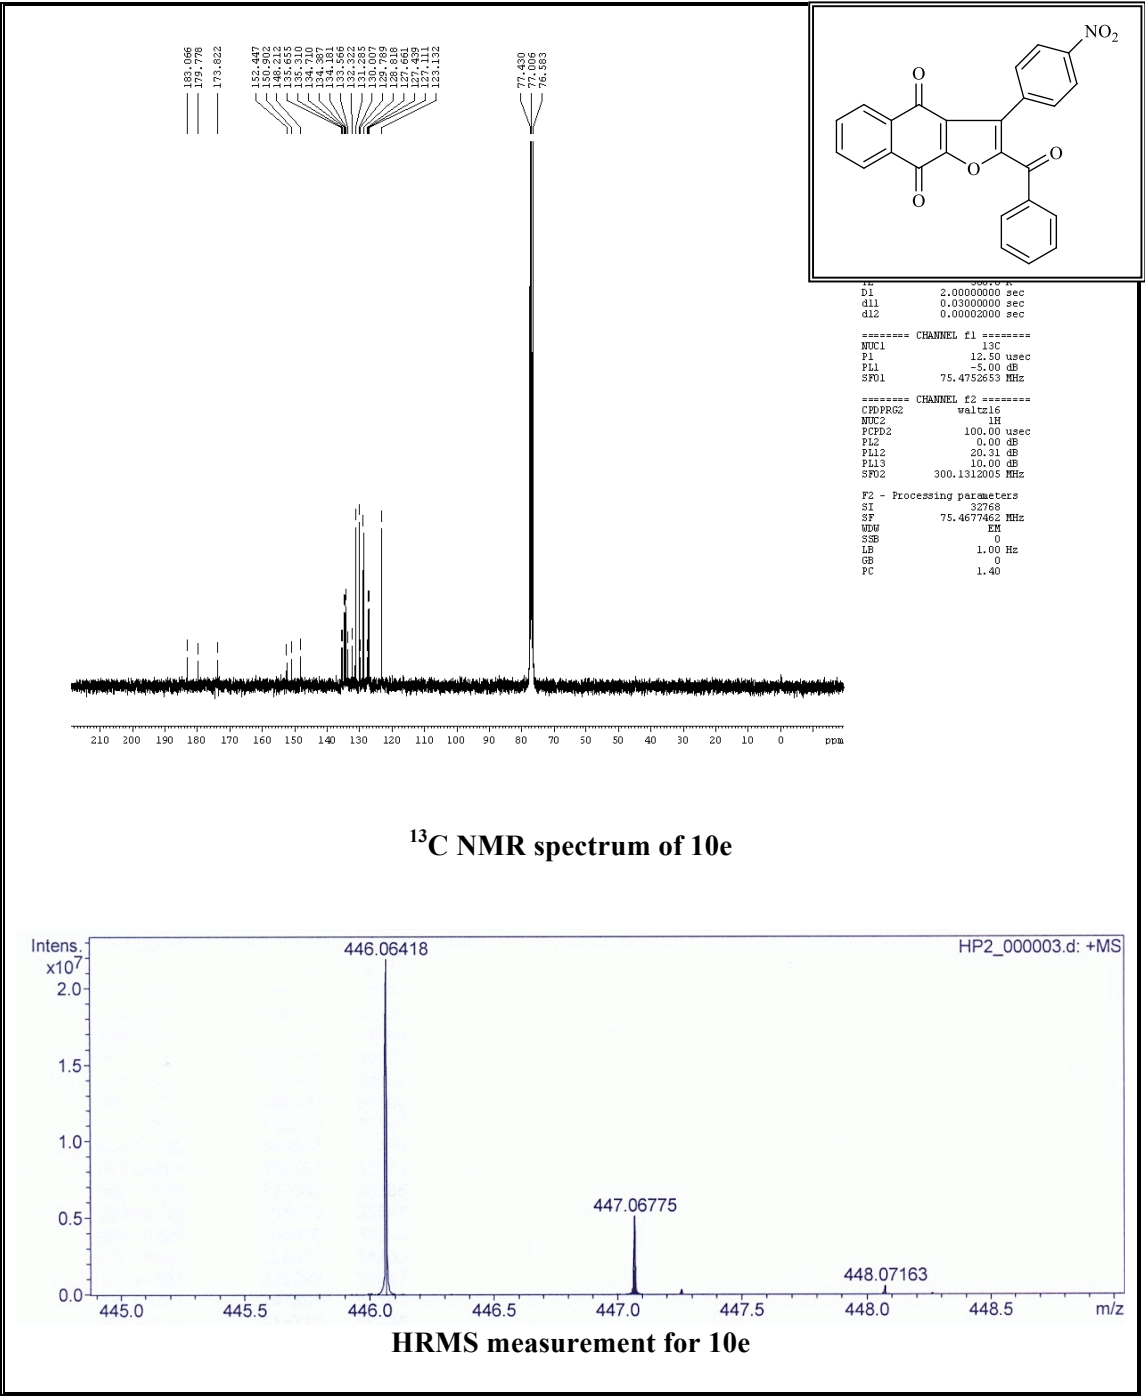 183.066
179.778
173.822
152.447
150.902
148.212
135.655
135.310
134.710
134.387
134.181
133.566
132.322
131.285
130.007
129.789
128.818
127.661
127.439
127.111
123.132
77.430
77.006
76.583
NO2
O
O
O
O
D1 2.00000000 sec
d11 0.03000000 sec
d12 0.00002000 sec
======== CHANNEL f1 ========
NUC1 13C
P1 12.50 usec
PL1 -5.00 dB
SFO1 75.4752653 MHz
======== CHANNEL f2 ========
CPDPRG2 waltz16
NUC2 1H
PCPD2 100.00 usec
PL2 0.00 dB
PL12 20.31 dB
PL13 10.00 dB
SFO2 300.1312005 MHz
F2 - Processing parameters
SI 32768
SF 75.4677462 MHz
WDW EM
SSB 0
LB 1.00 Hz
GB 0
PC 1.40
210 200 190 180 170 160 150 140 130 120 110 100 90 80 70 60 50 40 30 20 10 0 ppm
13C NMR spectrum of 10e
Intens.
x107
446.06418
HP2_000003.d: +MS
2.0
1.5
1.0
447.06775
0.5
448.07163
0.0
445.0 445.5 446.0 446.5 447.0 447.5 448.0 448.5 m/z
HRMS measurement for 10e